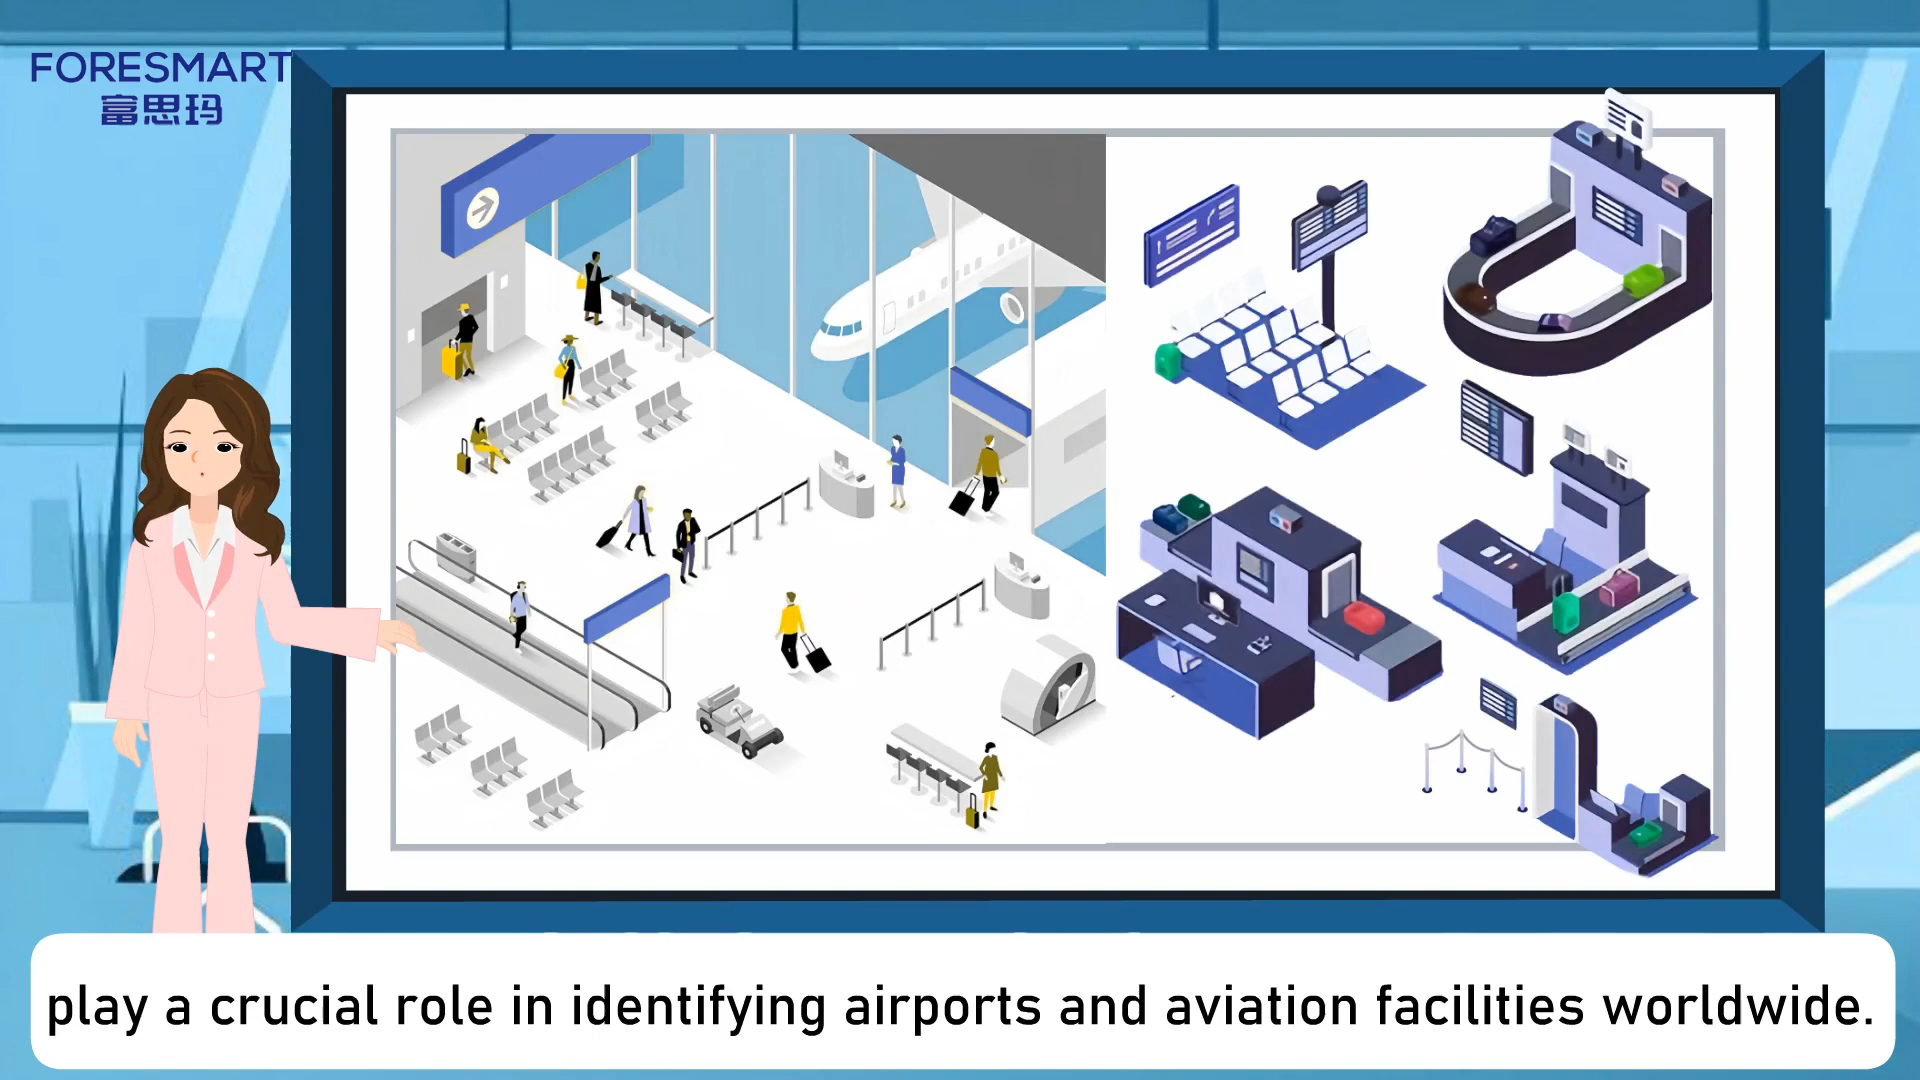 FORESMART
富思玛
play a crucial role in identifying airports and aviation facilities worldwide.